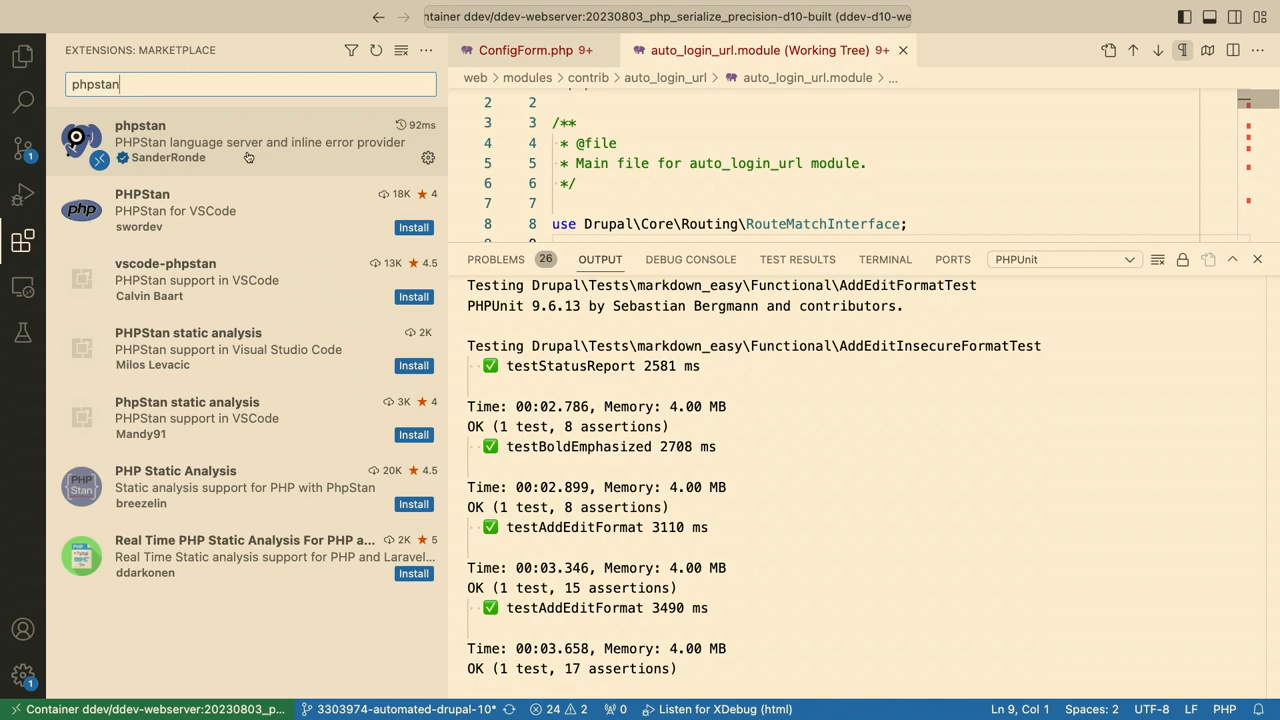 ntainer ddev/ddev-webserver:20230803_php_serialize_precision-d10-built (ddev-d10-we
EXTENSIONS: MARKETPLACE
phpstan
phpstan 92ms
PHPStan language server and inline error provider
SanderRonde
PHPStan 18K ★ 4
PHPStan for VSCode
swordev Install
vscode-phpstan 13K ★ 4.5
PHPStan support in VSCode
Calvin Baart Install
PHPStan static analysis 2K
PHPStan support in Visual Studio Code
Milos Levacic Install
PhpStan static analysis 3K ★ 4
PHPStan support in VSCode
Mandy91 Install
PHP Static Analysis 20K ★ 4.5
Static analysis support for PHP with PhpStan
breezelin Install
Real Time PHP Static Analysis For PHP a... 2K ★ 5
Real Time Static analysis support for PHP and Laravel...
ddarkonen Install
php
PHP
Stan
1
1
ConfigForm.php 9+ auto_login_url.module (Working Tree) 9+
web > modules > contrib > auto_login_url > auto_login_url.module > ...
2 2
3 3 /**
4 4 * @file
5 5 * Main file for auto_login_url module.
6 6 */
7 7
8 8 use Drupal\Core\Routing\RouteMatchInterface;
PROBLEMS 26 OUTPUT DEBUG CONSOLE TEST RESULTS TERMINAL PORTS PHPUnit
Testing Drupal\Tests\markdown_easy\Functional\AddEditFormatTest
PHPUnit 9.6.13 by Sebastian Bergmann and contributors.
Testing Drupal\Tests\markdown_easy\Functional\AddEditInsecureFormatTest
✅ testStatusReport 2581 ms
Time: 00:02.786, Memory: 4.00 MB
OK (1 test, 8 assertions)
✅ testBoldEmphasized 2708 ms
Time: 00:02.899, Memory: 4.00 MB
OK (1 test, 8 assertions)
✅ testAddEditFormat 3110 ms
Time: 00:03.346, Memory: 4.00 MB
OK (1 test, 15 assertions)
✅ testAddEditFormat 3490 ms
Time: 00:03.658, Memory: 4.00 MB
OK (1 test, 17 assertions)
Container ddev/ddev-webserver:20230803_p... 3303974-automated-drupal-10* 24 2 0 Listen for XDebug (html) Ln 9, Col 1 Spaces: 2 UTF-8 LF PHP